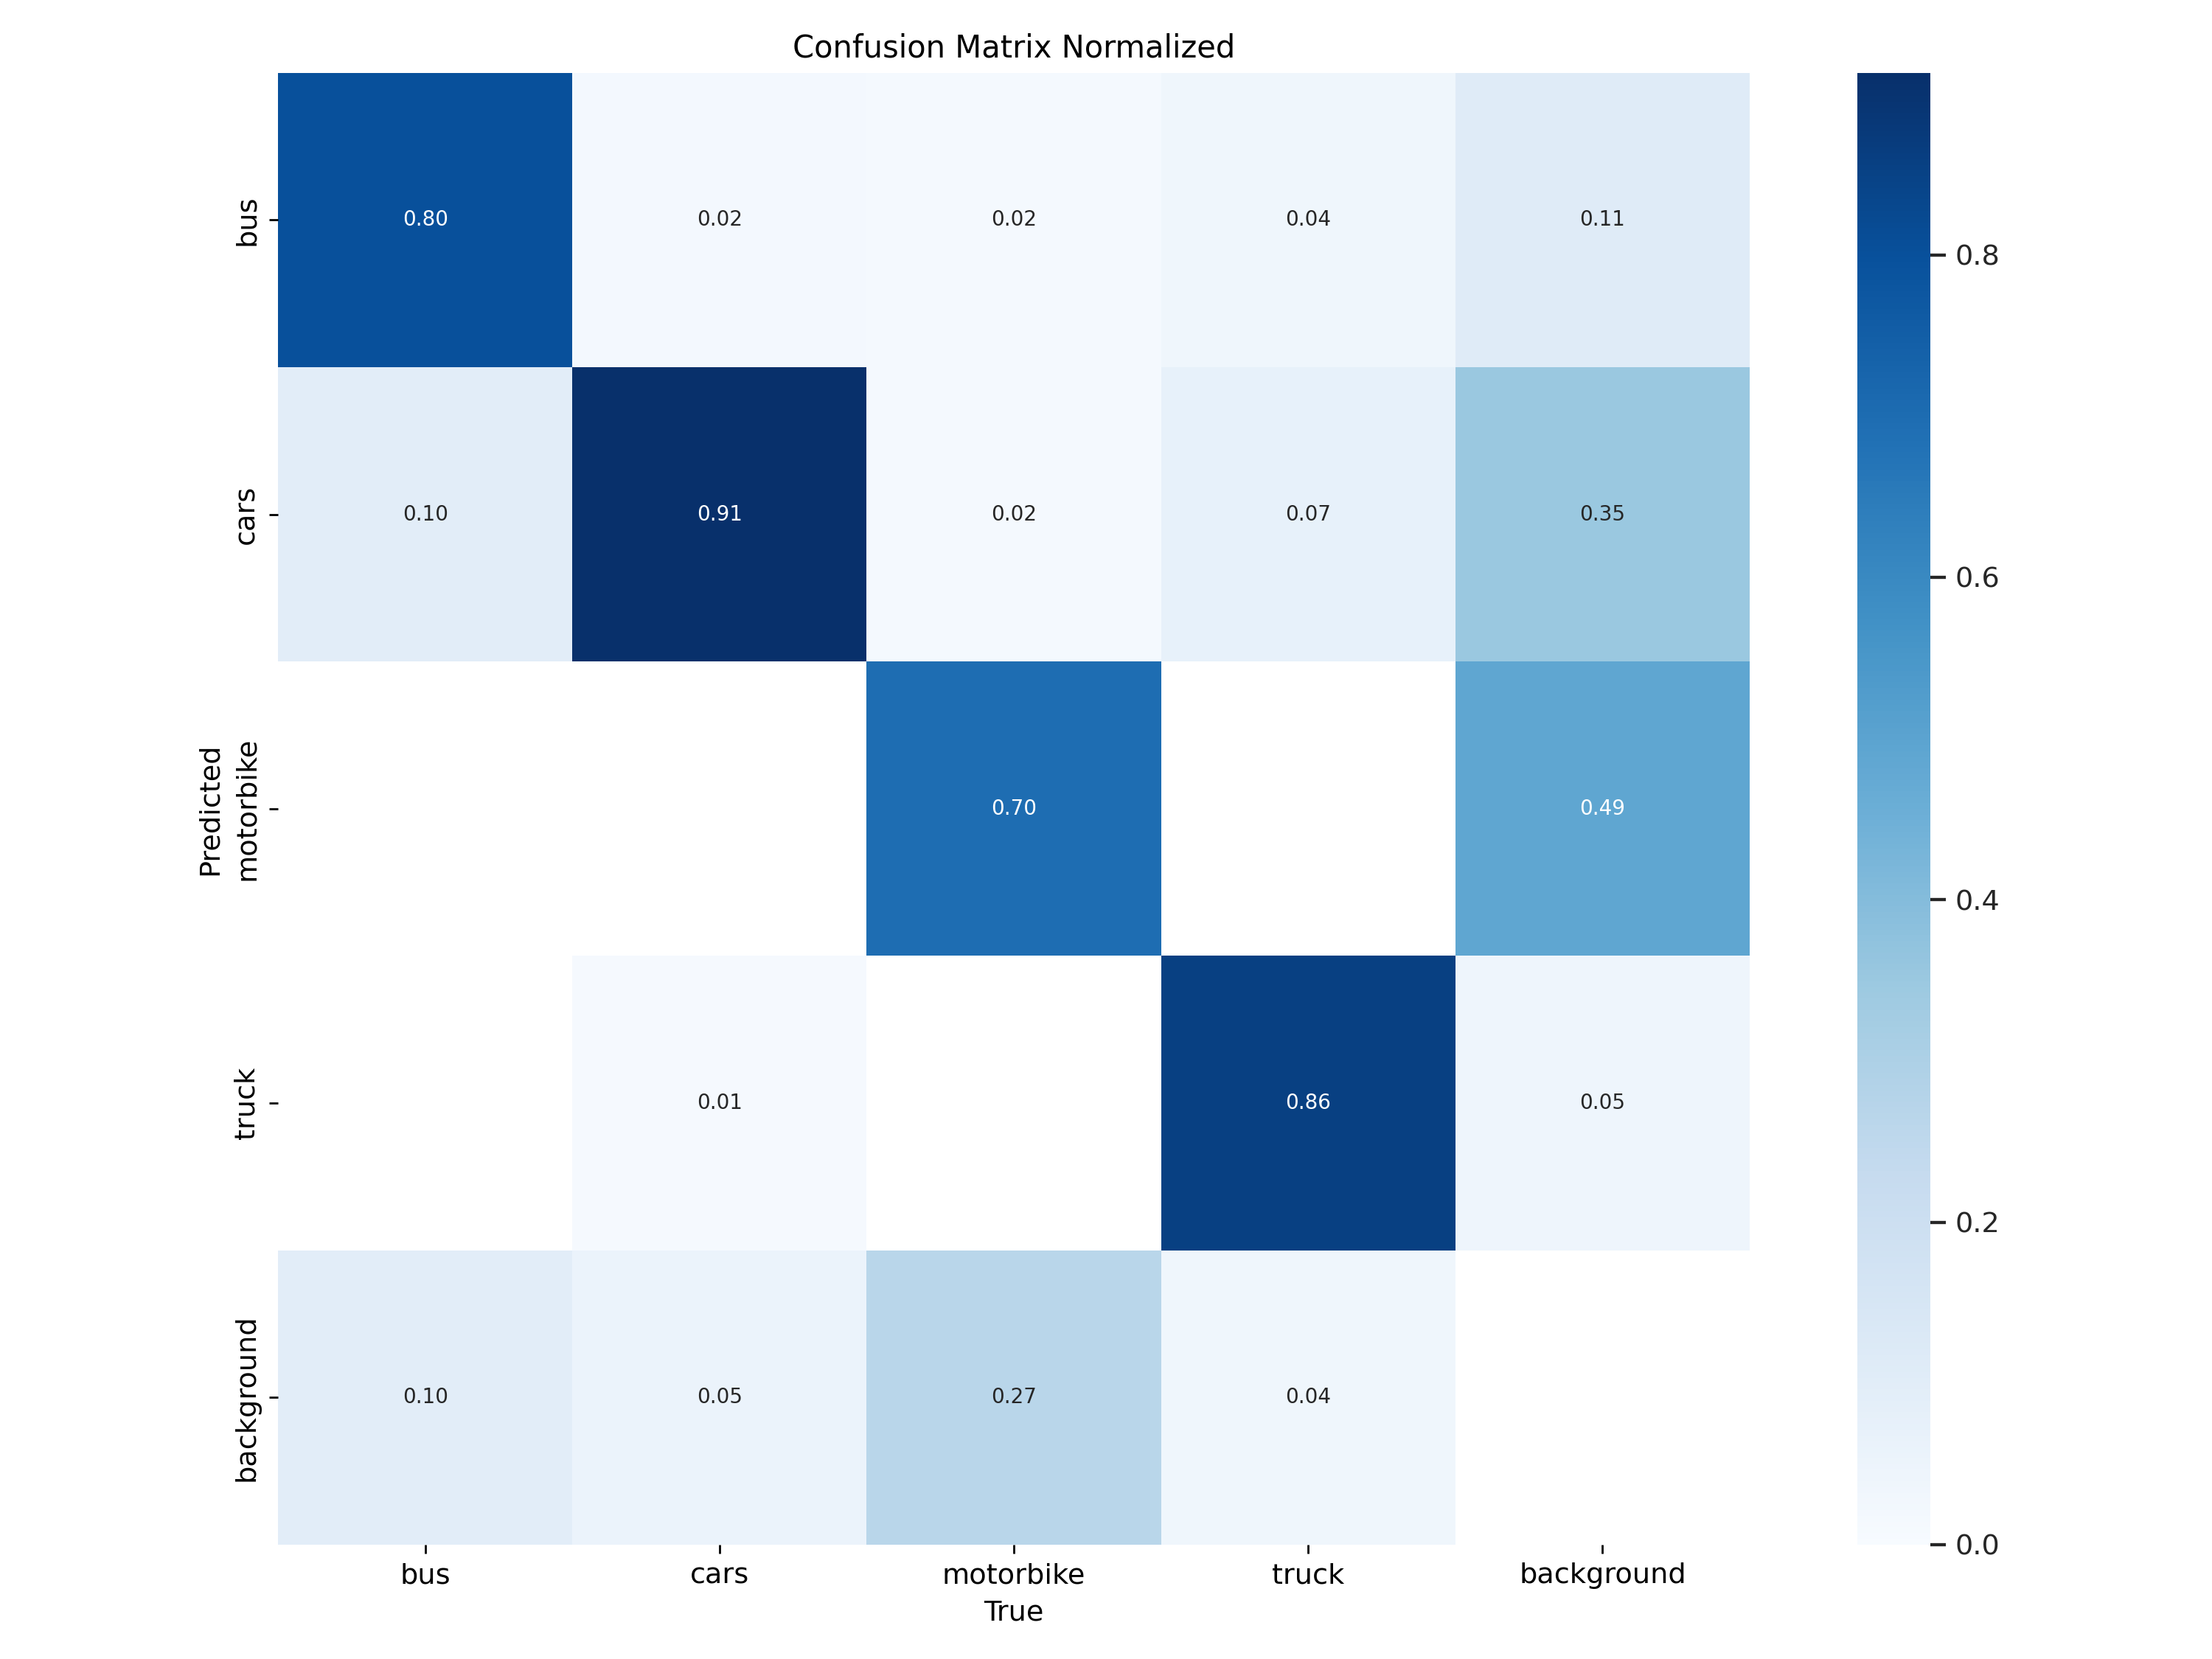 Confusion Matrix Normalized
bus
0.80
0.02
0.02
0.04
0.11
cars
0.10
0.91
0.02
0.07
0.35
Predicted
motorbike
0.70
0.49
truck
0.01
0.86
0.05
background
0.10
0.05
0.27
0.04
bus
cars
motorbike
truck
background
True
0.8
0.6
0.4
0.2
0.0